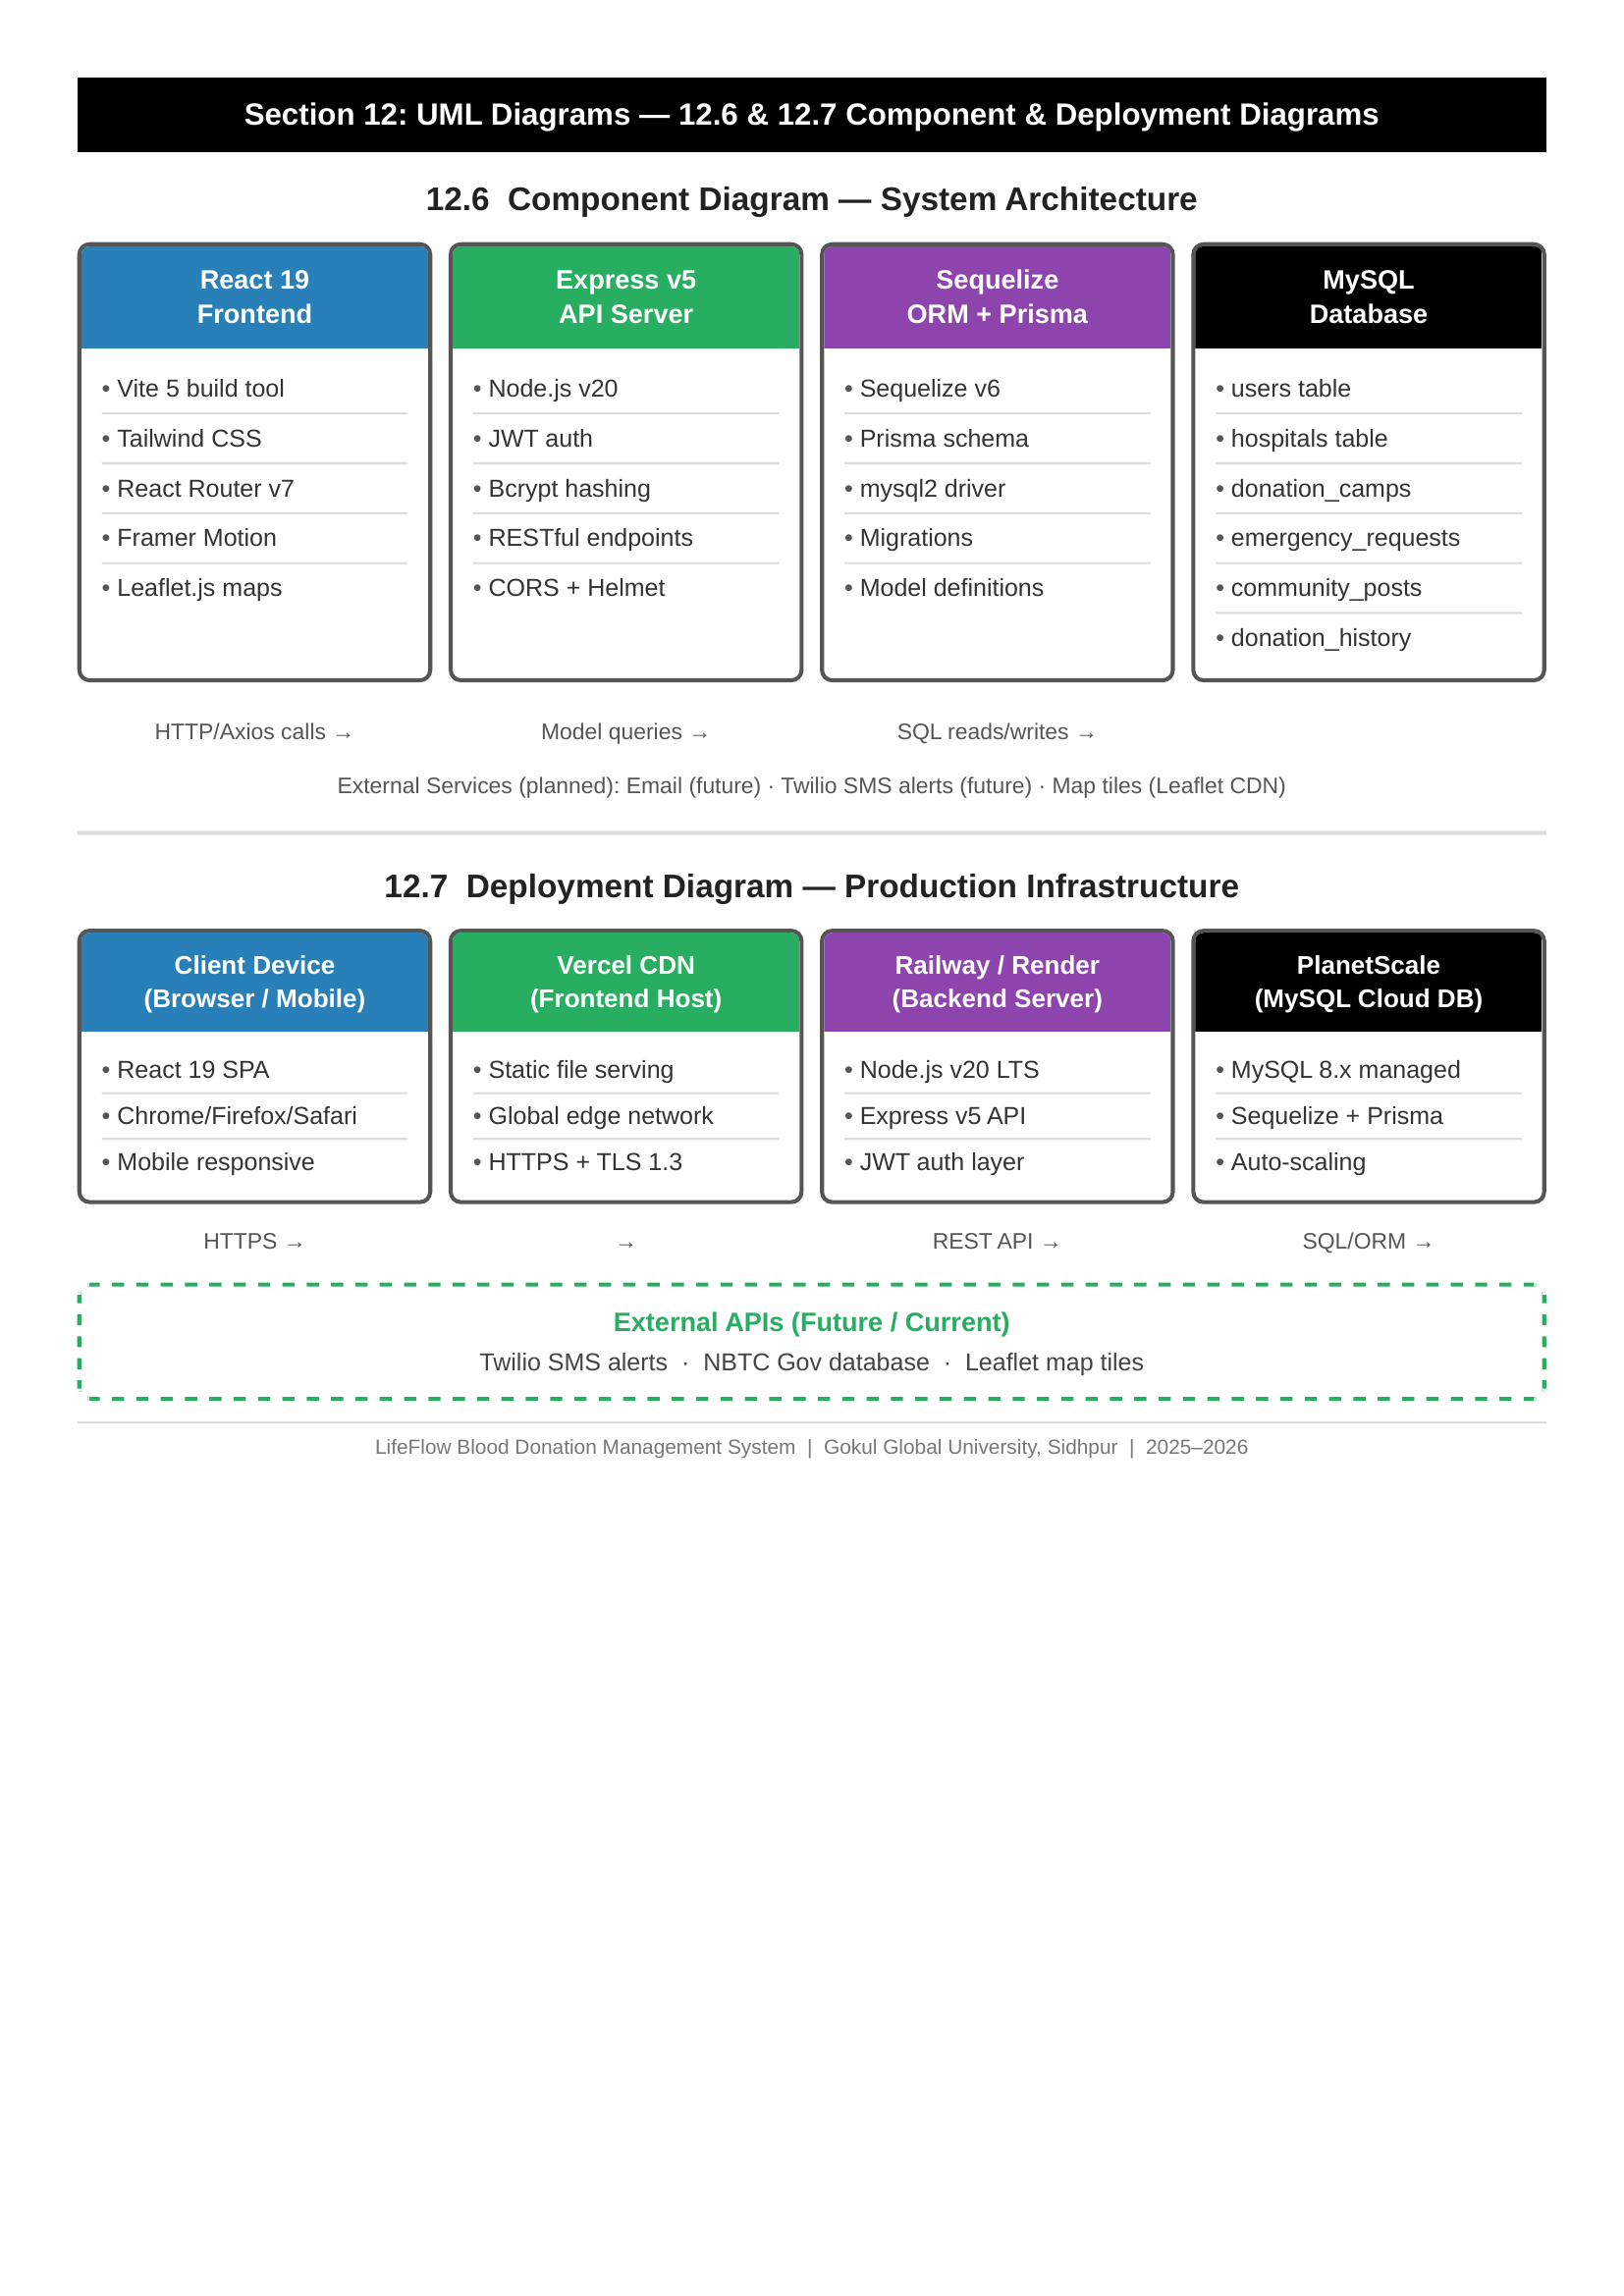 Section 12: UML Diagrams — 12.6 & 12.7 Component & Deployment Diagrams
12.6 Component Diagram — System Architecture
React 19
Frontend
• Vite 5 build tool
• Tailwind CSS
• React Router v7
• Framer Motion
• Leaflet.js maps
Express v5
API Server
• Node.js v20
• JWT auth
• Bcrypt hashing
• RESTful endpoints
• CORS + Helmet
Sequelize
ORM + Prisma
• Sequelize v6
• Prisma schema
• mysql2 driver
• Migrations
• Model definitions
MySQL
Database
• users table
• hospitals table
• donation_camps
• emergency_requests
• community_posts
• donation_history
HTTP/Axios calls →
Model queries →
SQL reads/writes →
External Services (planned): Email (future) · Twilio SMS alerts (future) · Map tiles (Leaflet CDN)
12.7 Deployment Diagram — Production Infrastructure
Client Device
(Browser / Mobile)
• React 19 SPA
• Chrome/Firefox/Safari
• Mobile responsive
Vercel CDN
(Frontend Host)
• Static file serving
• Global edge network
• HTTPS + TLS 1.3
Railway / Render
(Backend Server)
• Node.js v20 LTS
• Express v5 API
• JWT auth layer
PlanetScale
(MySQL Cloud DB)
• MySQL 8.x managed
• Sequelize + Prisma
• Auto-scaling
HTTPS →
→
REST API →
SQL/ORM →
External APIs (Future / Current)
Twilio SMS alerts · NBTC Gov database · Leaflet map tiles
LifeFlow Blood Donation Management System | Gokul Global University, Sidhpur | 2025–2026